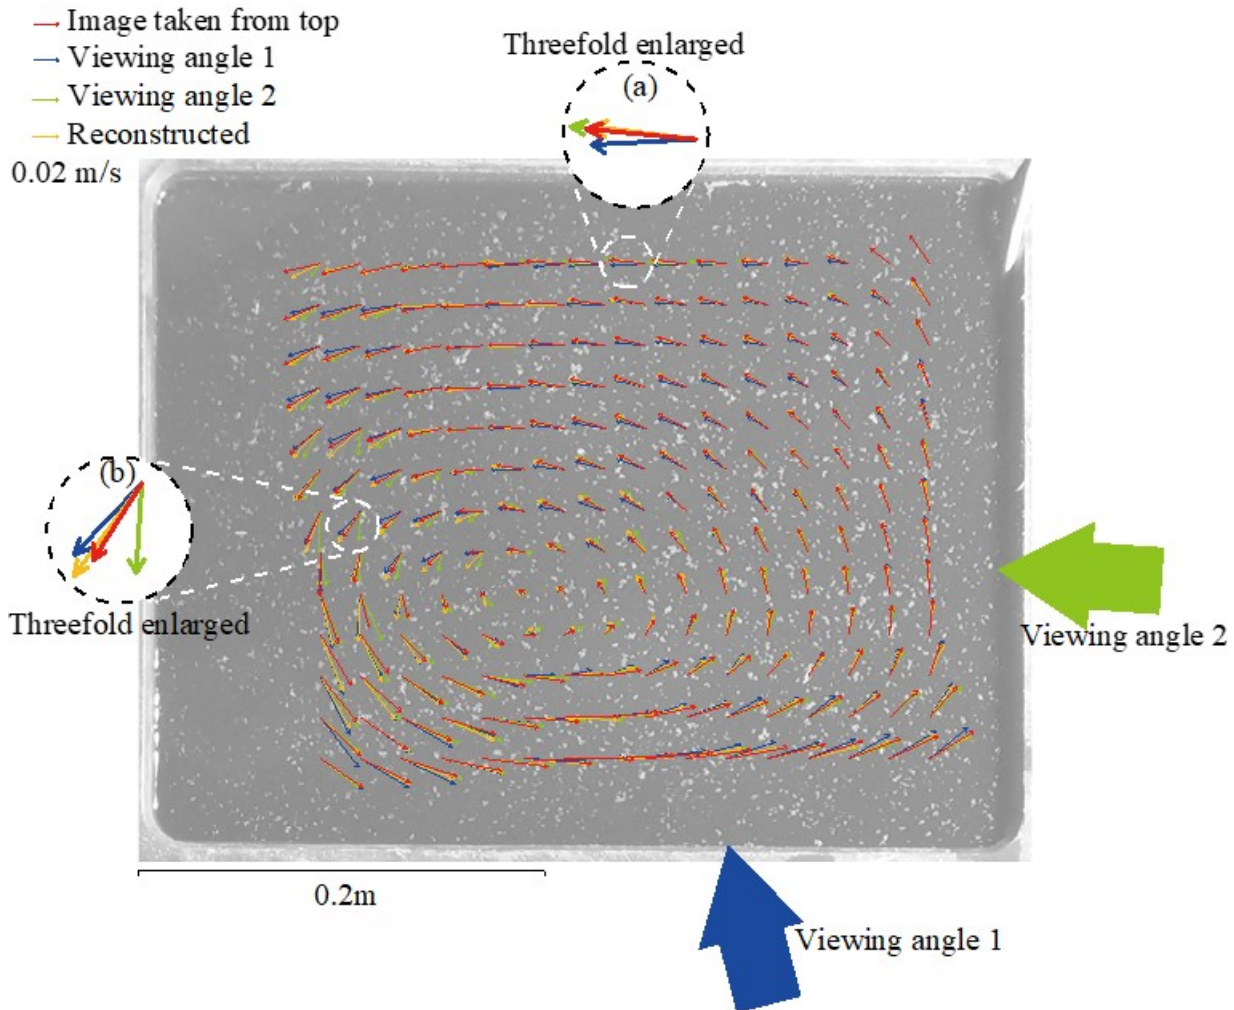 Image taken from top
Viewing angle 1
Viewing angle 2
Reconstructed
0.02 m/s
Threefold enlarged
(a)
(b)
Threefold enlarged
Viewing angle 2
0.2m
Viewing angle 1